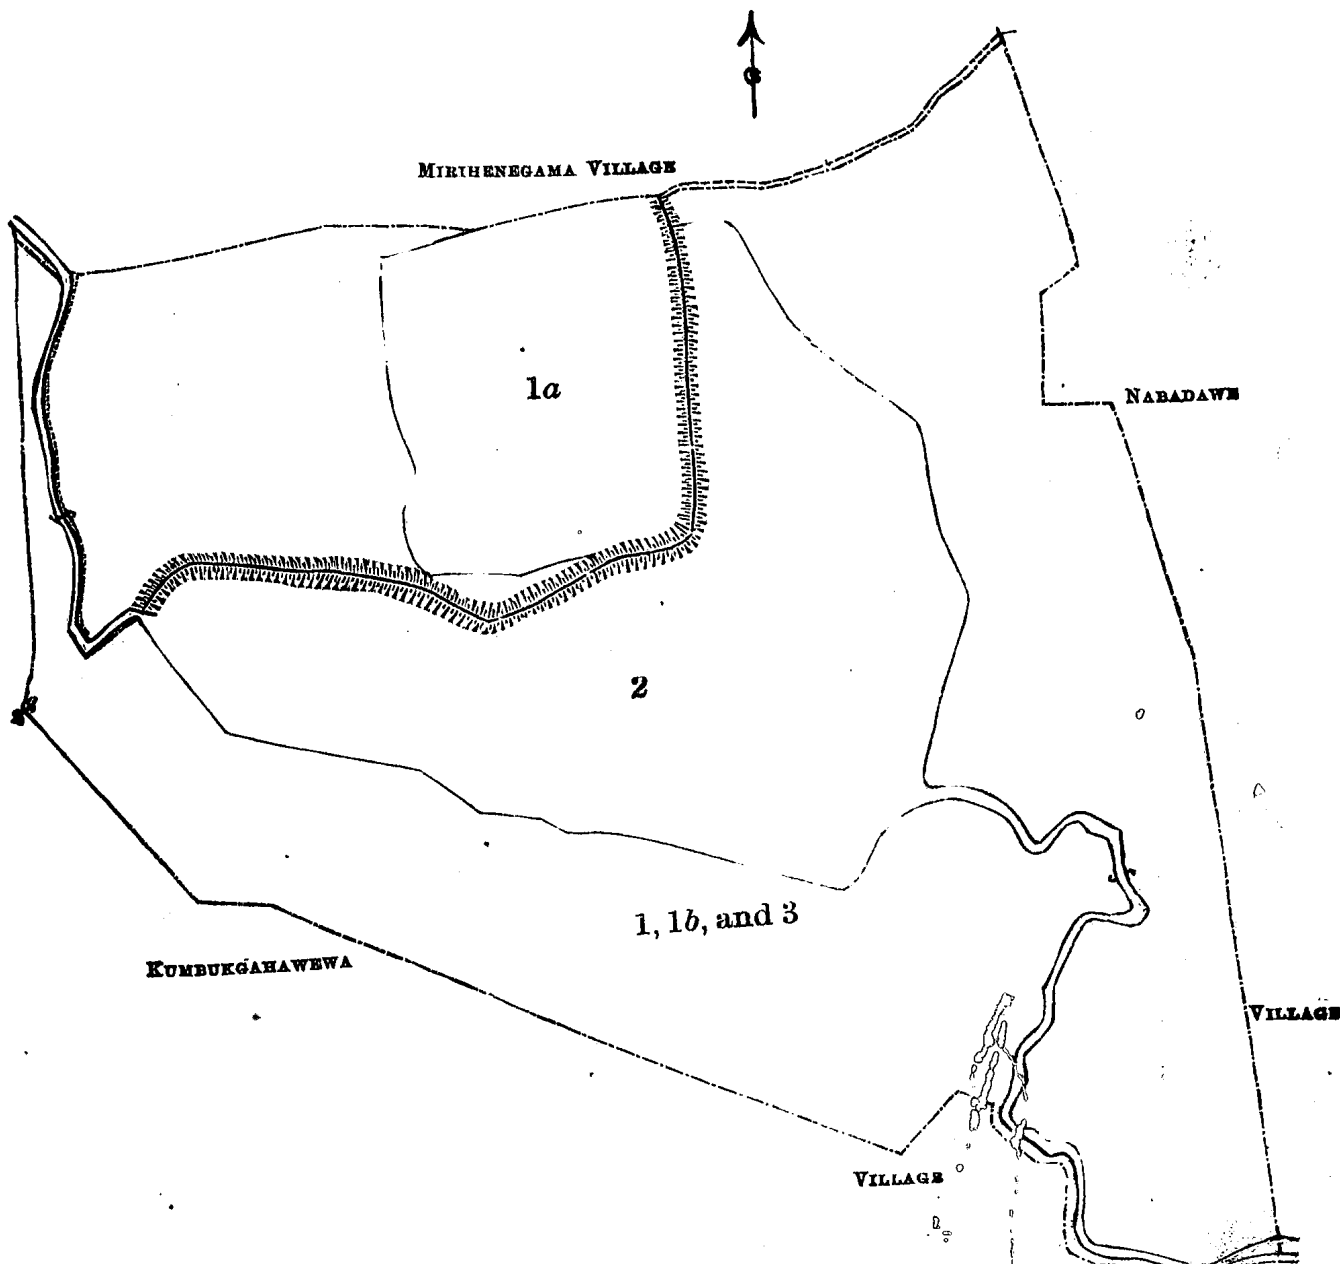 MIRIHENEGAMA VILLAGE
1a
NABADAWE
2
1, 1b, and 3
KUMBUKGAHAWEWA
VILLAGE
VILLAGE